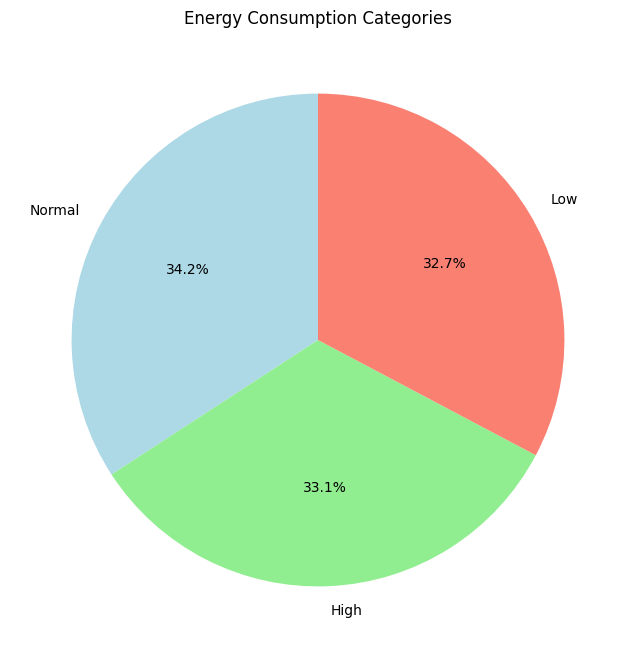 Energy Consumption Categories
Low
Normal
32.7%
34.2%
33.1%
High